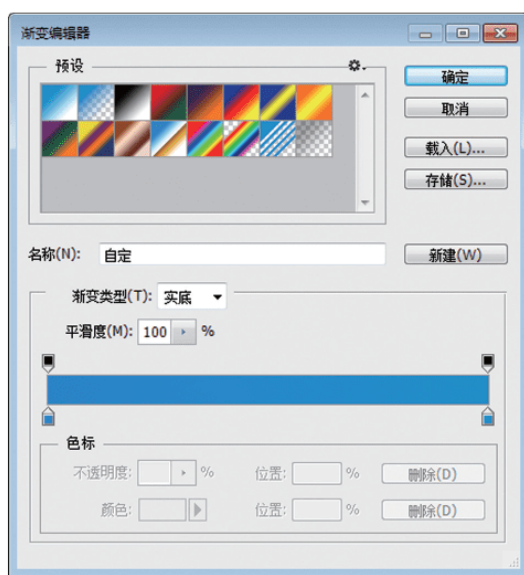 渐变编辑器
预设
确定
取消
载入(L)...
存储(S)...
名称(N): 自定
新建(W)
渐变类型(T): 实底
平滑度(M): 100 %
色标
不透明度: % 位置: % 删除(D)
颜色: 位置: % 删除(D)